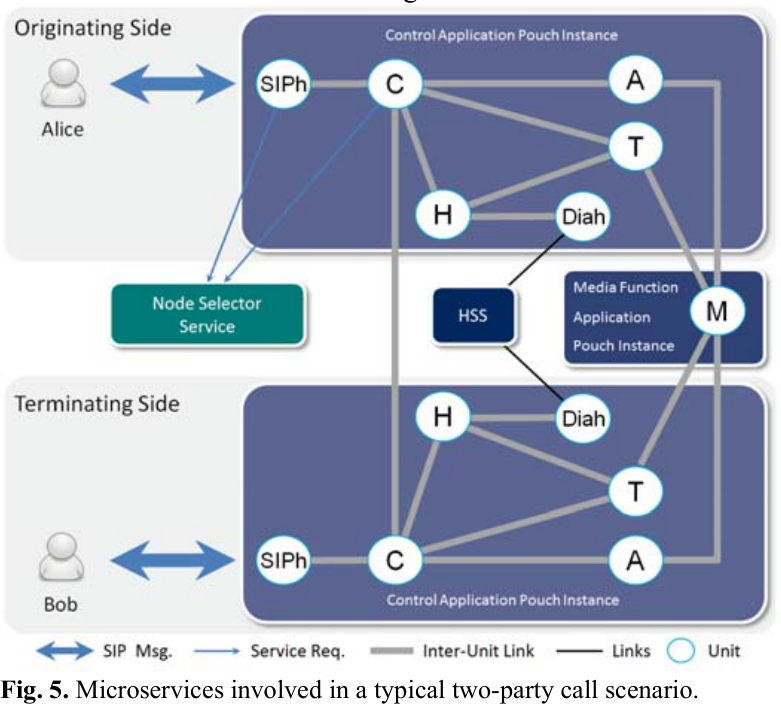 Originating Side
Control Application Pouch Instance
Alice
SIPh
C
A
T
H
Diah
Node Selector
Service
HSS
Media Function
Application
Pouch Instance
M
Terminating Side
H
Diah
T
Bob
SIPh
C
A
Control Application Pouch Instance
SIP Msg.
Service Req.
Inter-Unit Link
Links
Unit
Fig. 5. Microservices involved in a typical two-party call scenario.